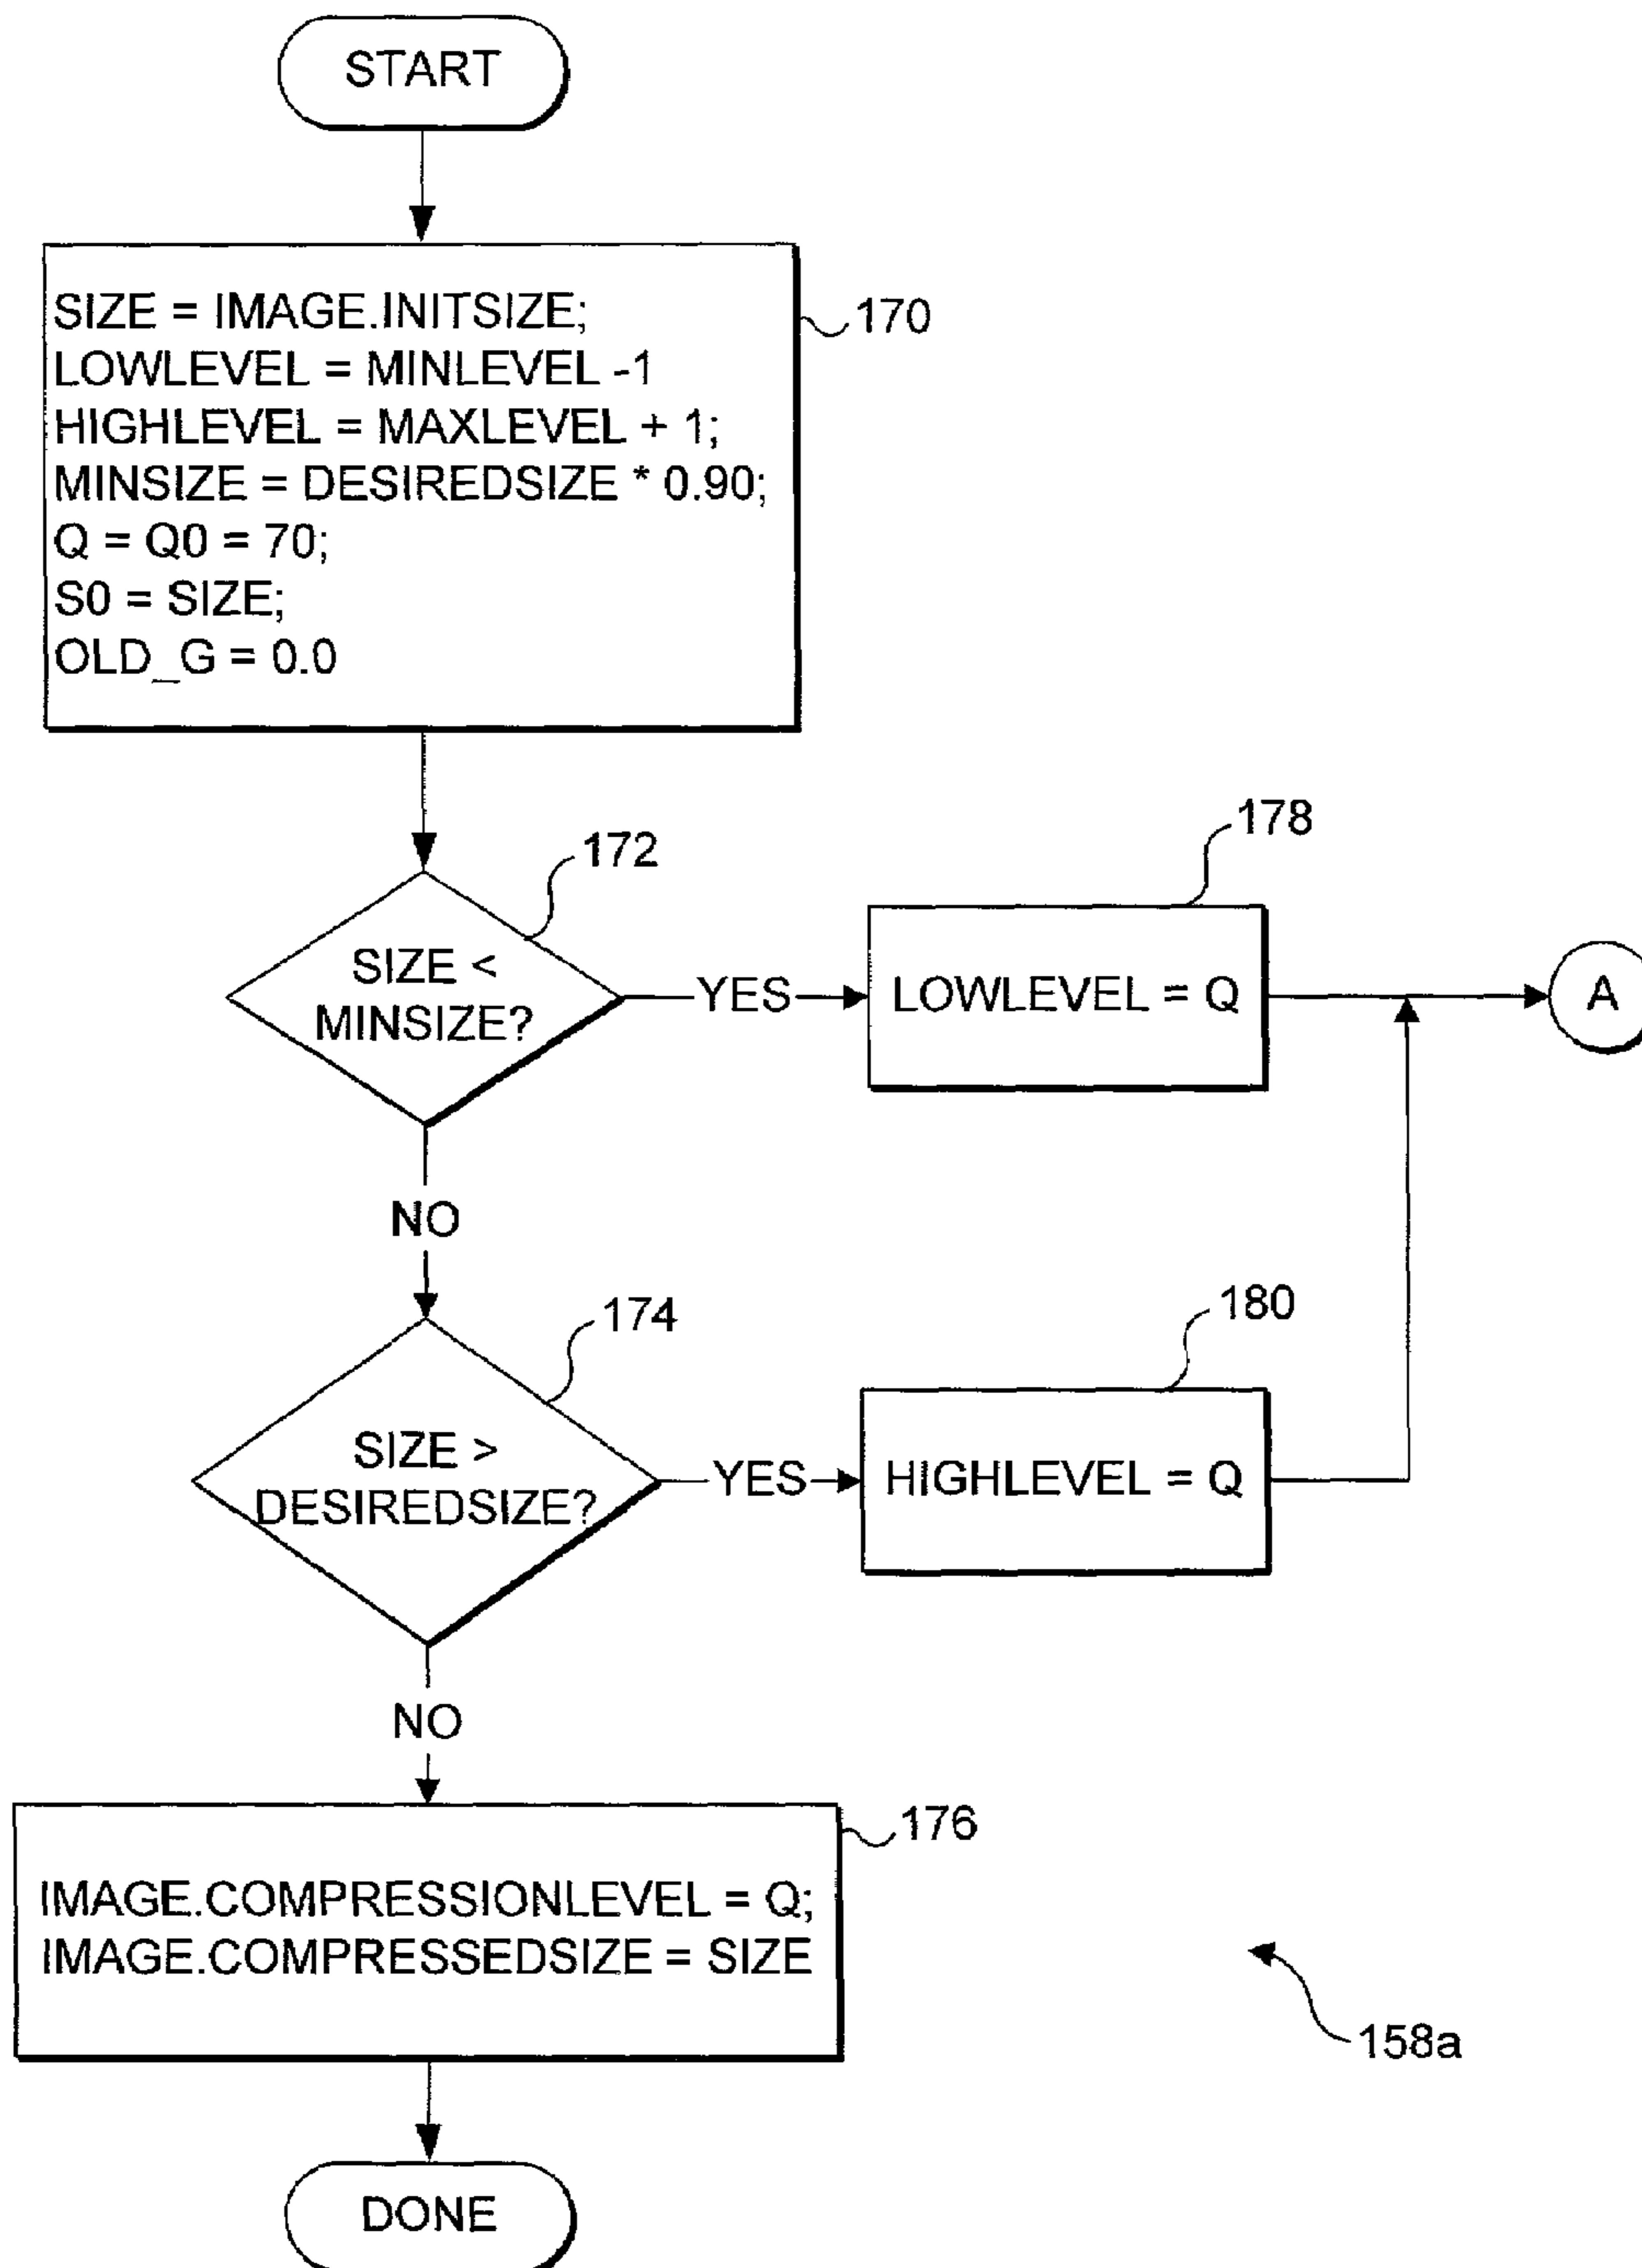 START
SIZE = IMAGE.INITSIZE;
LOWLEVEL = MINLEVEL -1
HIGHLEVEL = MAXLEVEL + 1;
MINSIZE = DESIREDSIZE * 0.90;
Q = Q0 = 70;
S0 = SIZE;
OLD_G = 0.0
170
172
SIZE <
MINSIZE?
YES
178
LOWLEVEL = Q
A
NO
174
SIZE >
DESIREDSIZE?
YES
180
HIGHLEVEL = Q
NO
176
IMAGE.COMPRESSIONLEVEL = Q;
IMAGE.COMPRESSEDSIZE = SIZE
158a
DONE